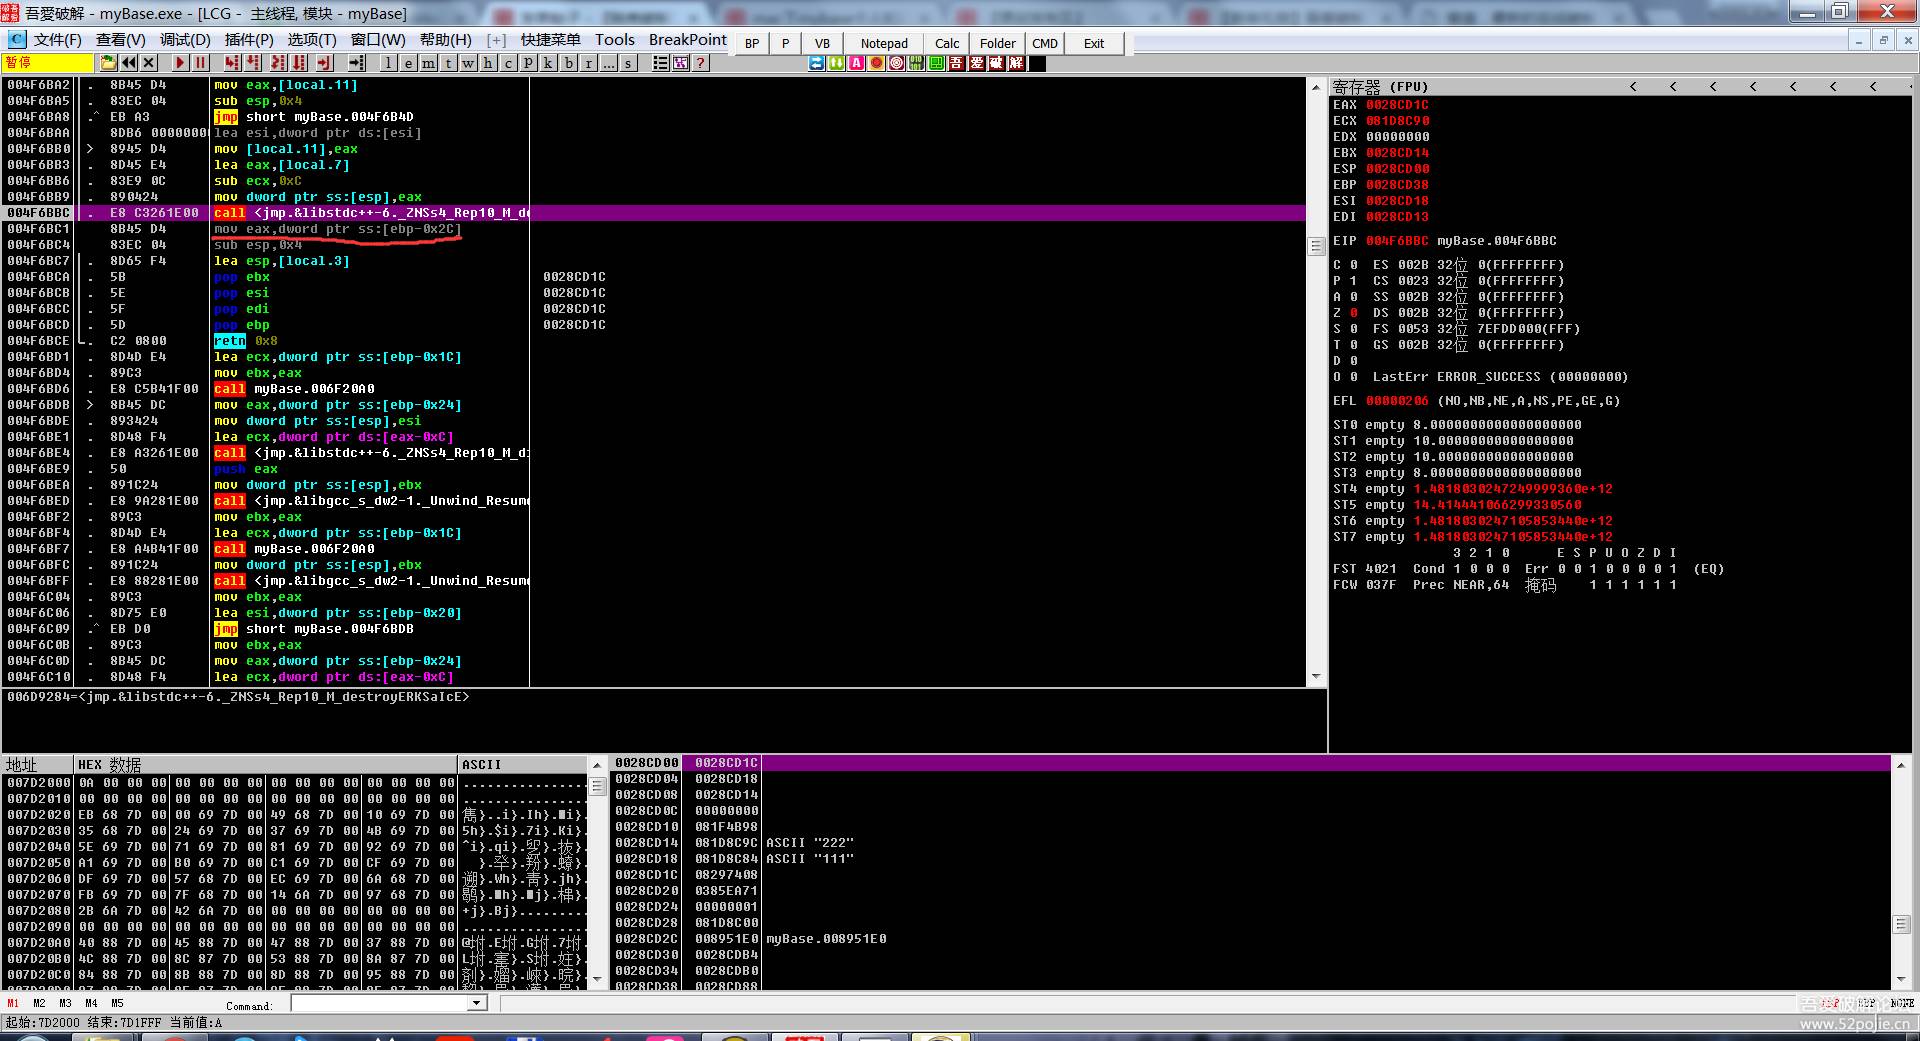 吾愛破解 - myBase.exe - [LCG - 主线程, 模块 - myBase]
文件(F) 查看(V) 调试(D) 插件(P) 选项(T) 窗口(W) 帮助(H) [+] 快捷菜单 Tools BreakPoint
BP P VB Notepad Calc Folder CMD Exit
暂停 l e m t w h c p k b r ... s ? 吾 爱 破 解
004F6BA2 . 8B45 D4 mov eax,[local.11]
004F6BA5 . 83EC 04 sub esp,0x4
004F6BA8 .^ EB A3 jmp short myBase.004F6B4D
004F6BAA 8DB6 0000000 lea esi,dword ptr ds:[esi]
004F6BB0 > 8945 D4 mov [local.11],eax
004F6BB3 . 8D45 E4 lea eax,[local.7]
004F6BB6 . 83E9 0C sub ecx,0xC
004F6BB9 . 890424 mov dword ptr ss:[esp],eax
004F6BBC . E8 C3261E00 call <jmp.&libstdc++-6._ZNSs4_Rep10_M_de
004F6BC1 8B45 D4 mov eax,dword ptr ss:[ebp-0x2C]
004F6BC4 83EC 04 sub esp,0x4
004F6BC7 . 8D65 F4 lea esp,[local.3]
004F6BCA . 5B pop ebx 0028CD1C
004F6BCB . 5E pop esi 0028CD1C
004F6BCC . 5F pop edi 0028CD1C
004F6BCD . 5D pop ebp 0028CD1C
004F6BCE . C2 0800 retn 0x8
004F6BD1 . 8D4D E4 lea ecx,dword ptr ss:[ebp-0x1C]
004F6BD4 . 89C3 mov ebx,eax
004F6BD6 . E8 C5B41F00 call myBase.006F20A0
004F6BDB > 8B45 DC mov eax,dword ptr ss:[ebp-0x24]
004F6BDE . 893424 mov dword ptr ss:[esp],esi
004F6BE1 . 8D48 F4 lea ecx,dword ptr ds:[eax-0xC]
004F6BE4 . E8 A3261E00 call <jmp.&libstdc++-6._ZNSs4_Rep10_M_di
004F6BE9 . 50 push eax
004F6BEA . 891C24 mov dword ptr ss:[esp],ebx
004F6BED . E8 9A281E00 call <jmp.&libgcc_s_dw2-1._Unwind_Resume
004F6BF2 . 89C3 mov ebx,eax
004F6BF4 . 8D4D E4 lea ecx,dword ptr ss:[ebp-0x1C]
004F6BF7 . E8 A4B41F00 call myBase.006F20A0
004F6BFC . 891C24 mov dword ptr ss:[esp],ebx
004F6BFF . E8 88281E00 call <jmp.&libgcc_s_dw2-1._Unwind_Resume
004F6C04 . 89C3 mov ebx,eax
004F6C06 . 8D75 E0 lea esi,dword ptr ss:[ebp-0x20]
004F6C09 .^ EB D0 jmp short myBase.004F6BDB
004F6C0B . 89C3 mov ebx,eax
004F6C0D . 8B45 DC mov eax,dword ptr ss:[ebp-0x24]
004F6C10 . 8D48 F4 lea ecx,dword ptr ds:[eax-0xC]
006D9284=<jmp.&libstdc++-6._ZNSs4_Rep10_M_destroyERKSaIcE>
寄存器 (FPU) < < < < < < <
EAX 0028CD1C
ECX 081D8C90
EDX 00000000
EBX 0028CD14
ESP 0028CD00
EBP 0028CD38
ESI 0028CD18
EDI 0028CD13
EIP 004F6BBC myBase.004F6BBC
C 0 ES 002B 32位 0(FFFFFFFF)
P 1 CS 0023 32位 0(FFFFFFFF)
A 0 SS 002B 32位 0(FFFFFFFF)
Z 0 DS 002B 32位 0(FFFFFFFF)
S 0 FS 0053 32位 7EFDD000(FFF)
T 0 GS 002B 32位 0(FFFFFFFF)
D 0
O 0 LastErr ERROR_SUCCESS (00000000)
EFL 00000206 (NO,NB,NE,A,NS,PE,GE,G)
ST0 empty 8.0000000000000000000
ST1 empty 10.000000000000000000
ST2 empty 10.000000000000000000
ST3 empty 8.0000000000000000000
ST4 empty 1.4818030247249999360e+12
ST5 empty 14.414441066299330560
ST6 empty 1.4818030247105853440e+12
ST7 empty 1.4818030247105853440e+12
3 2 1 0 E S P U O Z D I
FST 4021 Cond 1 0 0 0 Err 0 0 1 0 0 0 0 1 (EQ)
FCW 037F Prec NEAR,64 掩码 1 1 1 1 1 1
地址 HEX 数据 ASCII
007D2000 0A 00 00 00 00 00 00 00 00 00 00 00 00 00 00 00 ................
007D2010 00 00 00 00 00 00 00 00 00 00 00 00 00 00 00 00 ................
007D2020 EB 68 7D 00 00 69 7D 00 49 68 7D 00 10 69 7D 00
007D2030 35 68 7D 00 24 69 7D 00 37 69 7D 00 4B 69 7D 00 5h}.$i}.7i}.Ki}.
007D2040 5E 69 7D 00 71 69 7D 00 81 69 7D 00 92 69 7D 00
007D2050 A1 69 7D 00 B0 69 7D 00 C1 69 7D 00 CF 69 7D 00
007D2060 DF 69 7D 00 57 68 7D 00 EC 69 7D 00 6A 68 7D 00
007D2070 FB 69 7D 00 7F 68 7D 00 14 6A 7D 00 97 68 7D 00
007D2080 2B 6A 7D 00 42 6A 7D 00 00 00 00 00 00 00 00 00 +j}.Bj}.........
007D2090 00 00 00 00 00 00 00 00 00 00 00 00 00 00 00 00 ................
007D20A0 40 88 7D 00 45 88 7D 00 47 88 7D 00 37 88 7D 00
007D20B0 4C 88 7D 00 8C 87 7D 00 53 88 7D 00 8A 87 7D 00
007D20C0 84 88 7D 00 8B 88 7D 00 8D 88 7D 00 95 88 7D 00
0028CD00 0028CD1C
0028CD04 0028CD18
0028CD08 0028CD14
0028CD0C 00000000
0028CD10 081F4B98
0028CD14 081D8C9C ASCII "222"
0028CD18 081D8C84 ASCII "111"
0028CD1C 08297408
0028CD20 0385EA71
0028CD24 00000001
0028CD28 081D8C00
0028CD2C 008951E0 myBase.008951E0
0028CD30 0028CDB4
0028CD34 0028CDB0
0028CD38 0028CD88
M1 M2 M3 M4 M5 Command: NONE
起始:7D2000 结束:7D1FFF 当前值:A
吾爱破解论坛
www.52pojie.cn